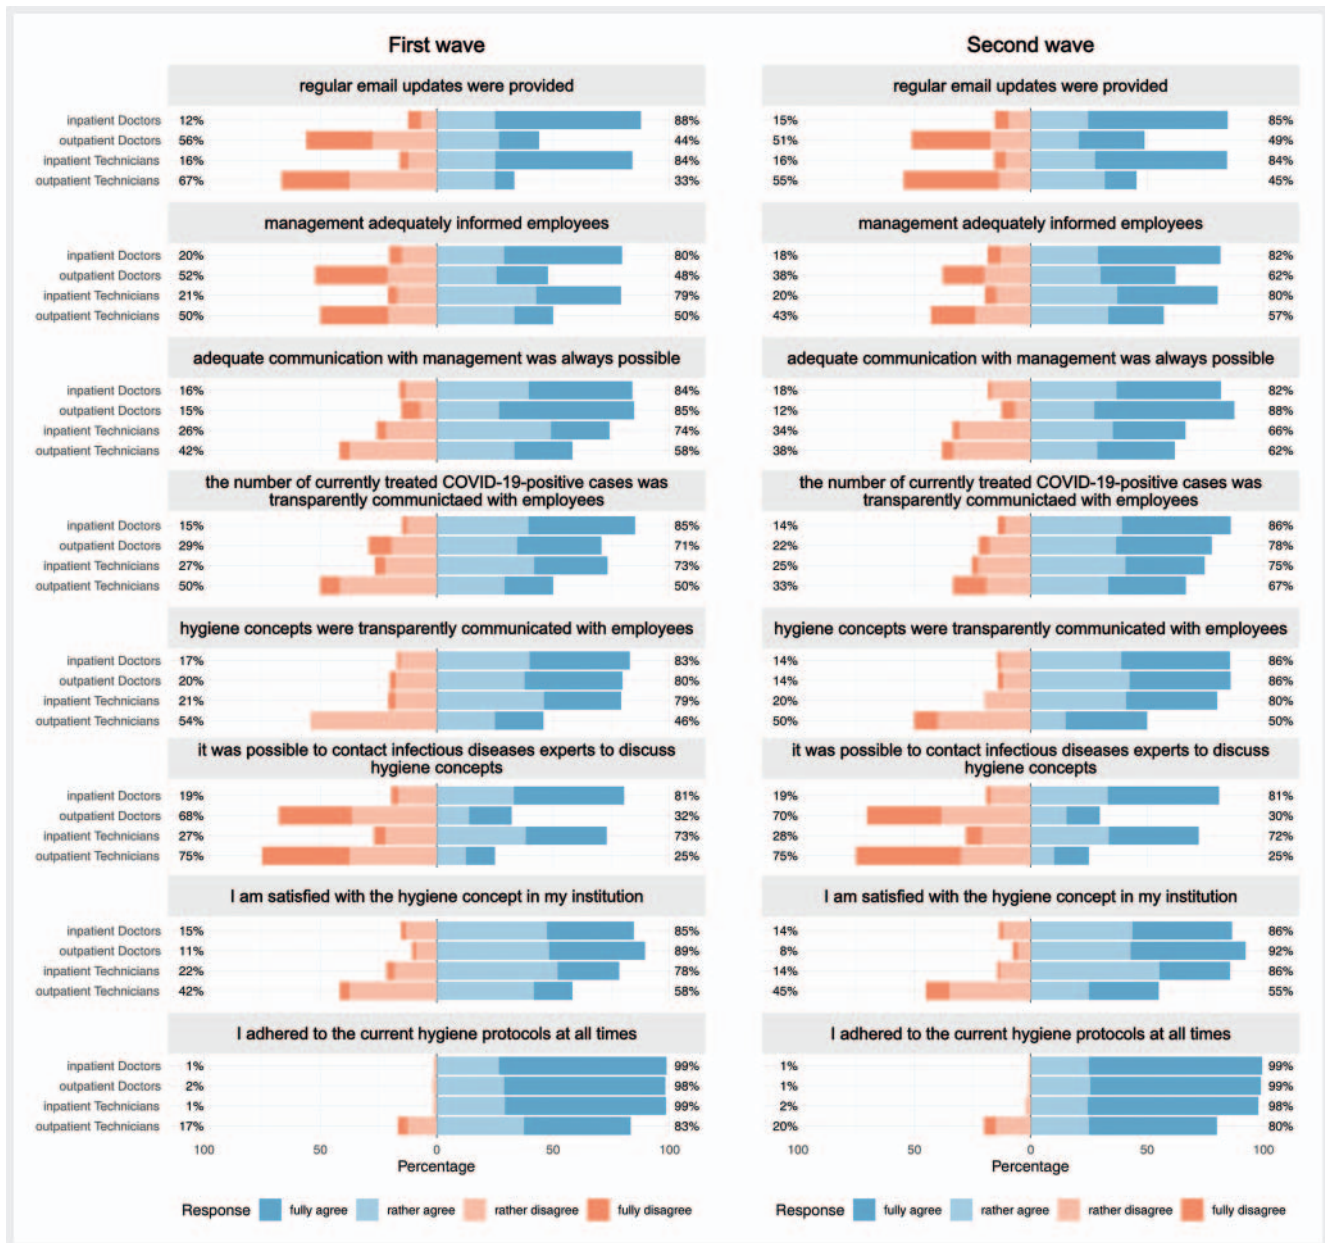 First wave
Second wave
regular email updates were provided
regular email updates were provided
inpatient Doctors 12% 88% 15% 85%
outpatient Doctors 56% 44% 51% 49%
inpatient Technicians 16% 84% 16% 84%
outpatient Technicians 67% 33% 55% 45%
management adequately informed employees
management adequately informed employees
inpatient Doctors 20% 80% 18% 82%
outpatient Doctors 52% 48% 38% 62%
inpatient Technicians 21% 79% 20% 80%
outpatient Technicians 50% 50% 43% 57%
adequate communication with management was always possible
adequate communication with management was always possible
inpatient Doctors 16% 84% 18% 82%
outpatient Doctors 15% 85% 12% 88%
inpatient Technicians 26% 74% 34% 66%
outpatient Technicians 42% 58% 38% 62%
the number of currently treated COVID-19-positive cases was
transparently communictaed with employees
the number of currently treated COVID-19-positive cases was
transparently communictaed with employees
inpatient Doctors 15% 85% 14% 86%
outpatient Doctors 29% 71% 22% 78%
inpatient Technicians 27% 73% 25% 75%
outpatient Technicians 50% 50% 33% 67%
hygiene concepts were transparently communicated with employees
hygiene concepts were transparently communicated with employees
inpatient Doctors 17% 83% 14% 86%
outpatient Doctors 20% 80% 14% 86%
inpatient Technicians 21% 79% 20% 80%
outpatient Technicians 54% 46% 50% 50%
it was possible to contact infectious diseases experts to discuss
hygiene concepts
it was possible to contact infectious diseases experts to discuss
hygiene concepts
inpatient Doctors 19% 81% 19% 81%
outpatient Doctors 68% 32% 70% 30%
inpatient Technicians 27% 73% 28% 72%
outpatient Technicians 75% 25% 75% 25%
I am satisfied with the hygiene concept in my institution
I am satisfied with the hygiene concept in my institution
inpatient Doctors 15% 85% 14% 86%
outpatient Doctors 11% 89% 8% 92%
inpatient Technicians 22% 78% 14% 86%
outpatient Technicians 42% 58% 45% 55%
I adhered to the current hygiene protocols at all times
I adhered to the current hygiene protocols at all times
inpatient Doctors 1% 99% 1% 99%
outpatient Doctors 2% 98% 1% 99%
inpatient Technicians 1% 99% 2% 98%
outpatient Technicians 17% 83% 20% 80%
100 50 0 50 100 100 50 0 50 100
Percentage
Percentage
Response fully agree rather agree rather disagree fully disagree
Response fully agree rather agree rather disagree fully disagree